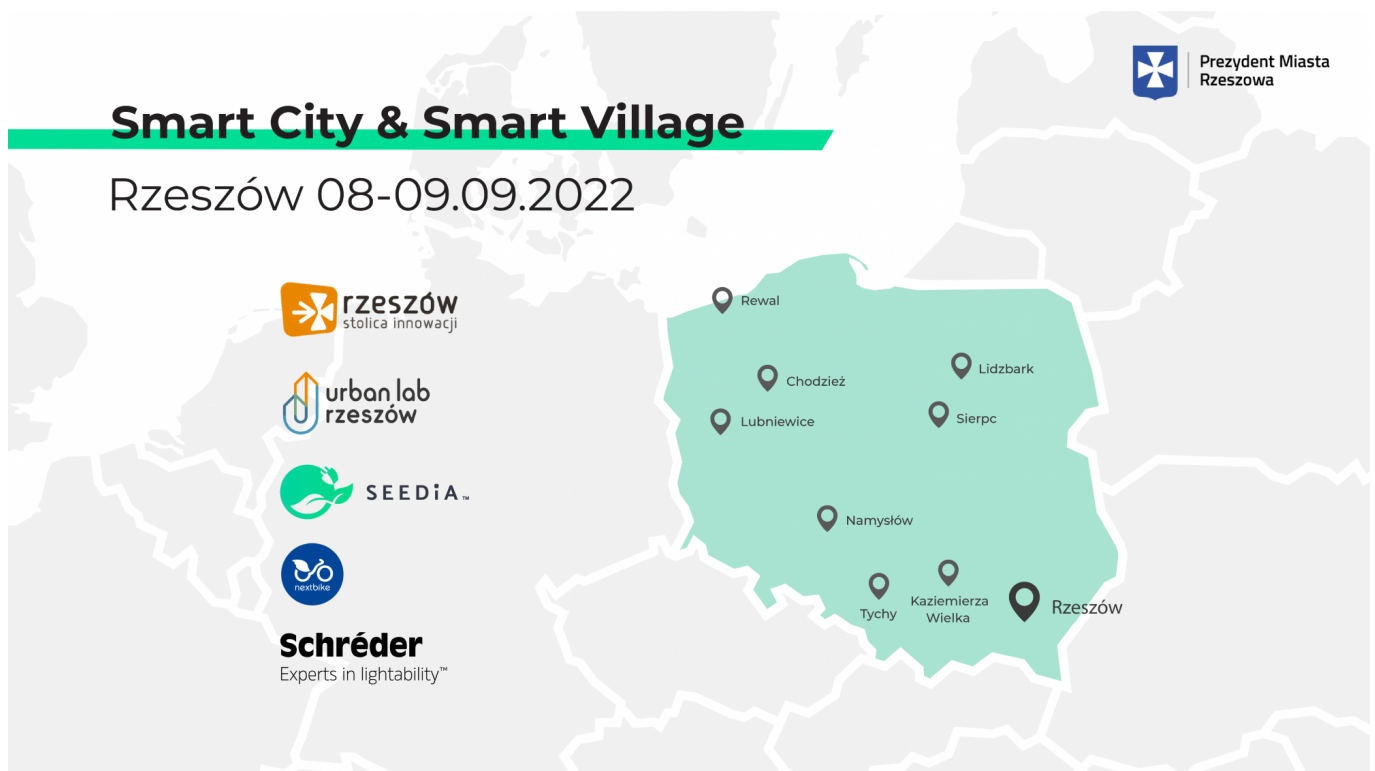 Prezydent Miasta
Rzeszowa
Smart City & Smart Village
Rzeszów 08-09.09.2022
rzeszów
stolica innowacji
urban lab
rzeszów
SEEDiA™
nextbike
Schréder
Experts in lightability™
Rewal
Lidzbark
Chodzież
Sierpc
Lubniewice
Namysłów
Tychy
Kaziemierza
Wielka
Rzeszów